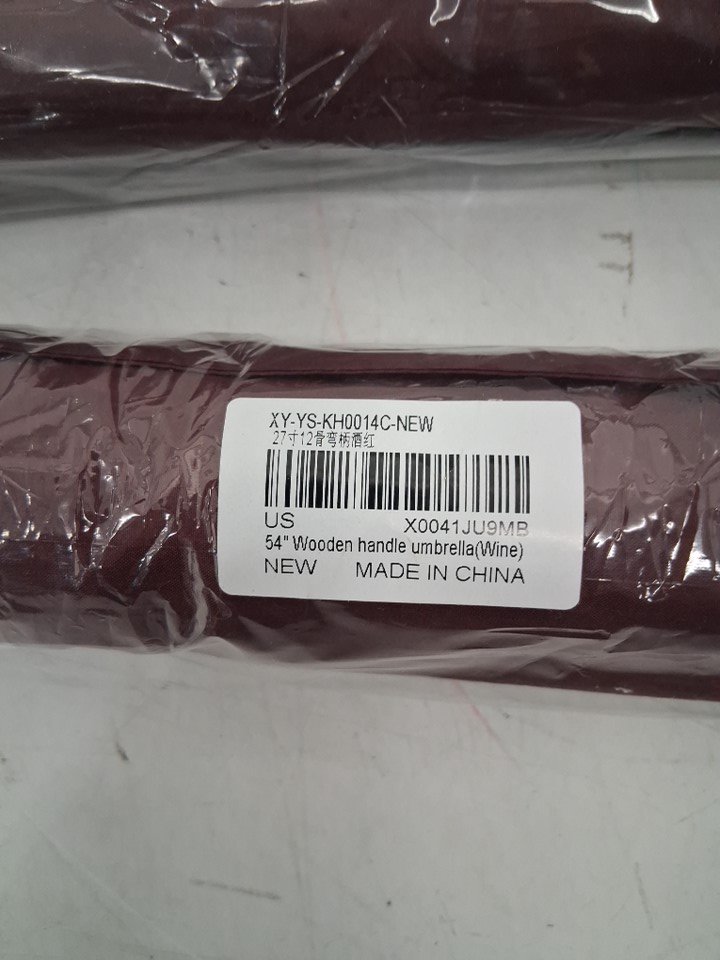 XY-YS-KH0014C-NEW
27寸12骨弯柄酒红
US X0041JU9MB
54" Wooden handle umbrella(Wine)
NEW MADE IN CHINA